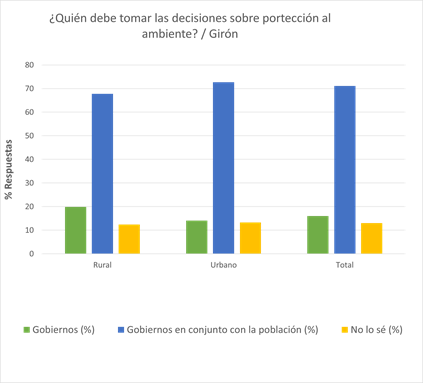 ¿Quién debe tomar las decisiones sobre portección al
ambiente? / Girón
% Respuestas
80
70
60
50
40
30
20
10
0
Rural
Urbano
Total
Gobiernos (%)
Gobiernos en conjunto con la población (%)
No lo sé (%)